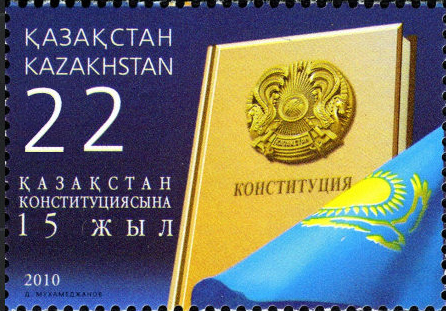 ҚАЗАҚСТАН
KAZAKHSTAN
22
ҚАЗАҚСТАН
КОНСТИТУЦИЯСЫНА
15 ЖЫЛ
2010
Д. МУХАМЕДЖАНОВ
КОНСТИТУЦИЯ